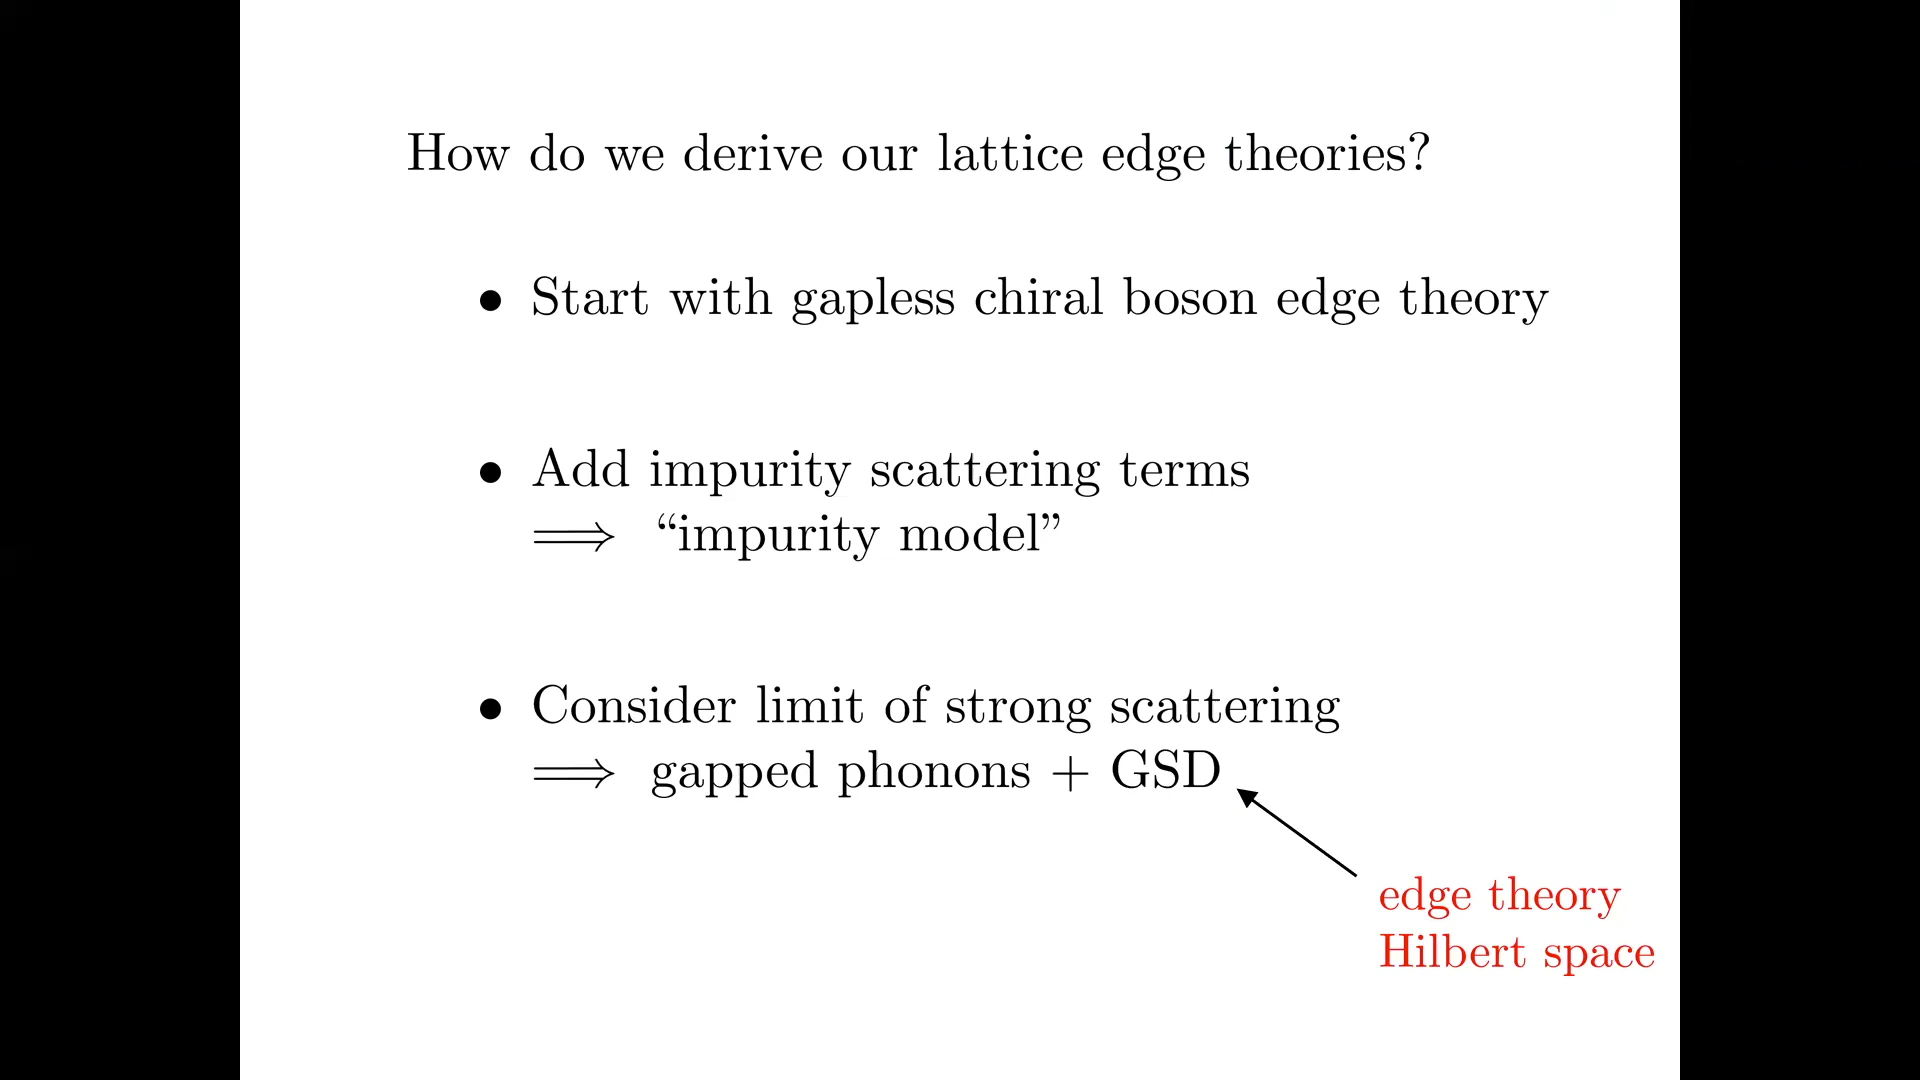 How do we derive our lattice edge theories?
• Start with gapless chiral boson edge theory
• Add impurity scattering terms
⟹ “impurity model”
• Consider limit of strong scattering
⟹ gapped phonons + GSD
edge theory
Hilbert space